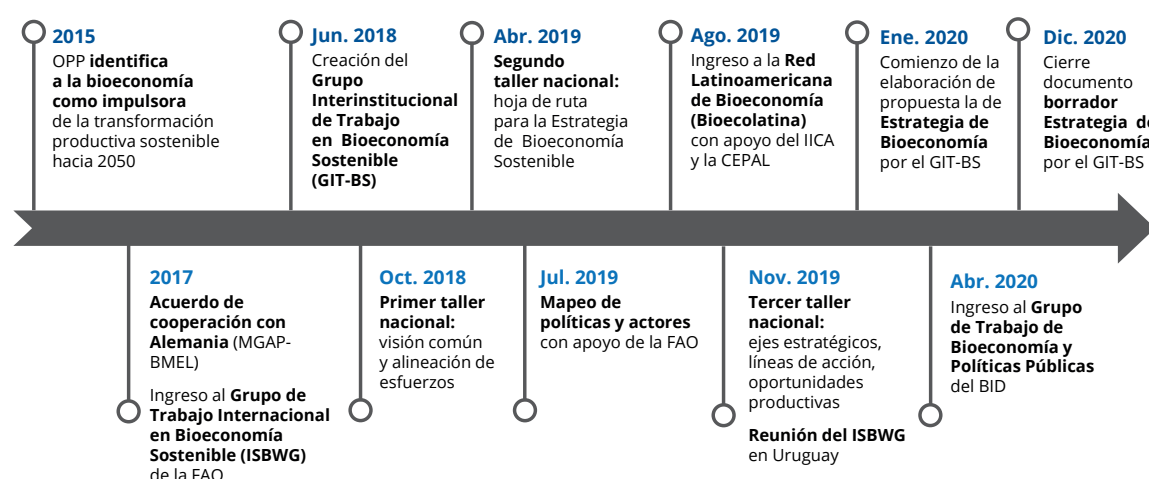 2015
OPP identifica
a la bioeconomía
como impulsora
de la transformación
productiva sostenible
hacia 2050
Jun. 2018
Creación del
Grupo
Interinstitucional
de Trabajo
en Bioeconomía
Sostenible
(GIT-BS)
Abr. 2019
Segundo
taller nacional:
hoja de ruta
para la Estrategia
de Bioeconomía
Sostenible
Ago. 2019
Ingreso a la Red
Latinoamericana
de Bioeconomía
(Bioecolatina)
con apoyo del IICA
y la CEPAL
Ene. 2020
Comienzo de la
elaboración de
propuesta la de
Estrategia de
Bioeconomía
por el GIT-BS
Dic. 2020
Cierre
documento
borrador
Estrategia de
Bioeconomía
por el GIT-BS
2017
Acuerdo de
cooperación con
Alemania (MGAP-
BMEL)
Ingreso al Grupo de
Trabajo Internacional
en Bioeconomía
Sostenible (ISBWG)
de la FAO
Oct. 2018
Primer taller
nacional:
visión común
y alineación de
esfuerzos
Jul. 2019
Mapeo de
políticas y actores
con apoyo de la FAO
Nov. 2019
Tercer taller
nacional:
ejes estratégicos,
líneas de acción,
oportunidades
productivas
Reunión del ISBWG
en Uruguay
Abr. 2020
Ingreso al Grupo
de Trabajo de
Bioeconomía y
Políticas Públicas
del BID